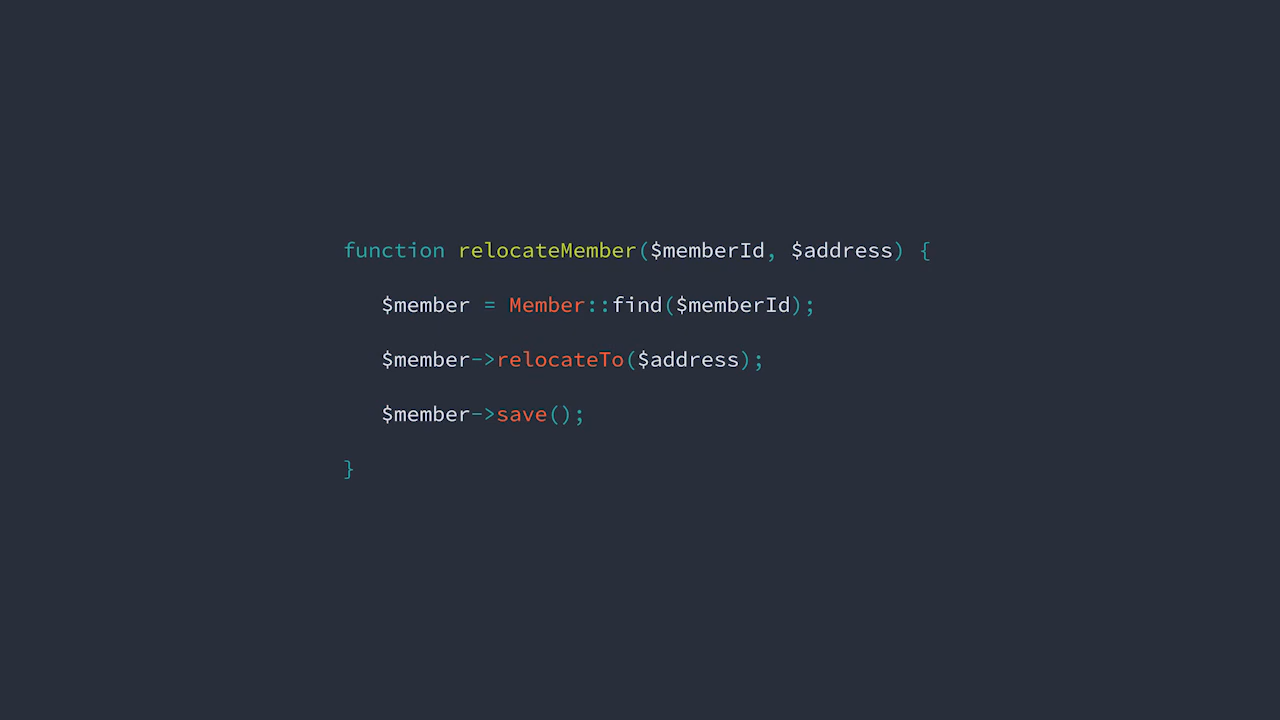 function relocateMember($memberId, $address) {
$member = Member::find($memberId);
$member->relocateTo($address);
$member->save();
}